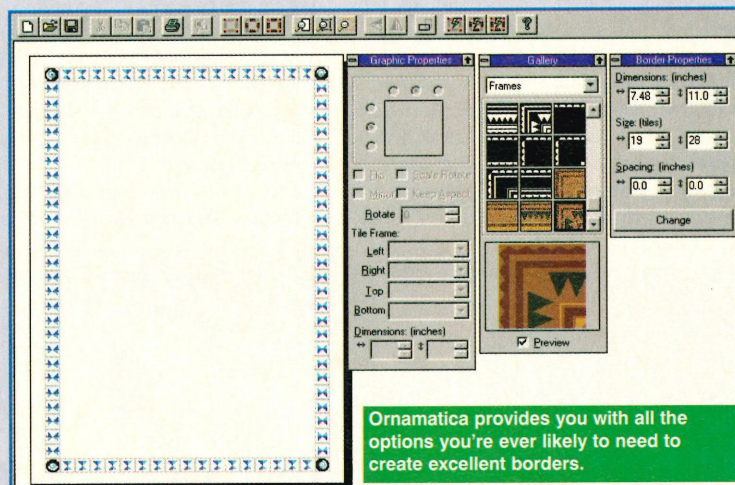 Graphic Properties
Flip Scale Rotate
Mirror Keep Aspect
Rotate 0
Tile Frame:
Left
Right
Top
Bottom
Dimensions: (inches)
Gallery
Frames
Preview
Border Properties
Dimensions: (inches)
7.48 11.0
Size: (tiles)
19 28
Spacing: (inches)
0.0 0.0
Change
Ornamatica provides you with all the
options you're ever likely to need to
create excellent borders.